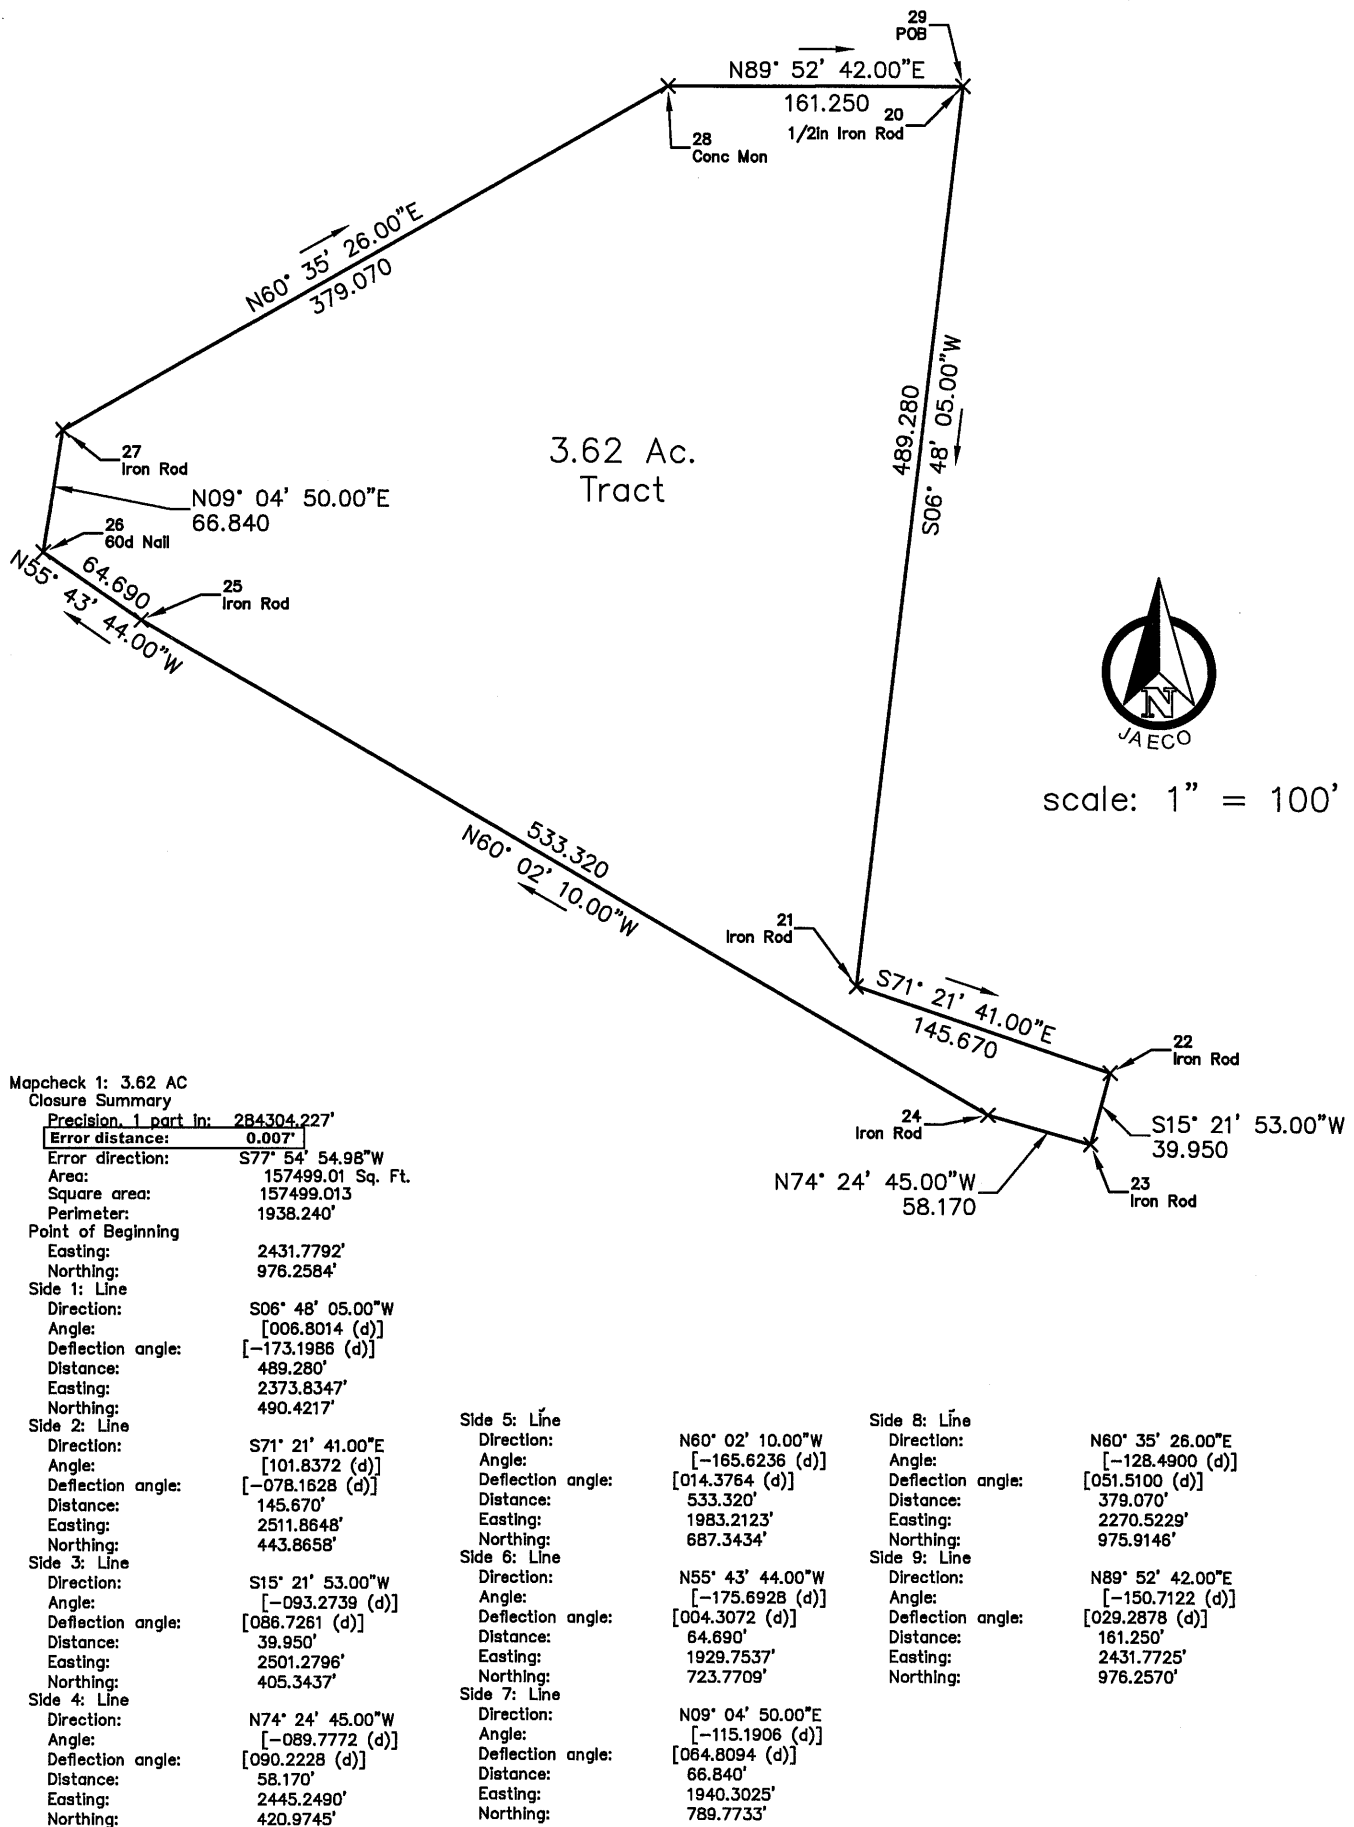 29
POB
N89° 52' 42.00"E
161.250
20
1/2in Iron Rod
28
Conc Mon
N60° 35' 26.00"E
379.070
489.280
S06° 48' 05.00"W
3.62 Ac.
Tract
27
Iron Rod
N09° 04' 50.00"E
66.840
26
60d Nail
64.690
N55° 43' 44.00"W
25
Iron Rod
N
JAECO
scale: 1" = 100'
533.320
N60° 02' 10.00"W
21
Iron Rod
S71° 21' 41.00"E
145.670
22
Iron Rod
24
Iron Rod
S15° 21' 53.00"W
39.950
N74° 24' 45.00"W
58.170
23
Iron Rod
Mapcheck 1: 3.62 AC
Closure Summary
Precision, 1 part in: 284304.227'
Error distance: 0.007'
Error direction: S77° 54' 54.98"W
Area: 157499.01 Sq. Ft.
Square area: 157499.013
Perimeter: 1938.240'
Point of Beginning
Easting: 2431.7792'
Northing: 976.2584'
Side 1: Line
Direction: S06° 48' 05.00"W
Angle: [006.8014 (d)]
Deflection angle: [-173.1986 (d)]
Distance: 489.280'
Easting: 2373.8347'
Northing: 490.4217'
Side 2: Line
Direction: S71° 21' 41.00"E
Angle: [101.8372 (d)]
Deflection angle: [-078.1628 (d)]
Distance: 145.670'
Easting: 2511.8648'
Northing: 443.8658'
Side 3: Line
Direction: S15° 21' 53.00"W
Angle: [-093.2739 (d)]
Deflection angle: [086.7261 (d)]
Distance: 39.950'
Easting: 2501.2796'
Northing: 405.3437'
Side 4: Line
Direction: N74° 24' 45.00"W
Angle: [-089.7772 (d)]
Deflection angle: [090.2228 (d)]
Distance: 58.170'
Easting: 2445.2490'
Northing: 420.9745'
Side 5: Line
Direction: N60° 02' 10.00"W
Angle: [-165.6236 (d)]
Deflection angle: [014.3764 (d)]
Distance: 533.320'
Easting: 1983.2123'
Northing: 687.3434'
Side 6: Line
Direction: N55° 43' 44.00"W
Angle: [-175.6928 (d)]
Deflection angle: [004.3072 (d)]
Distance: 64.690'
Easting: 1929.7537'
Northing: 723.7709'
Side 7: Line
Direction: N09° 04' 50.00"E
Angle: [-115.1906 (d)]
Deflection angle: [064.8094 (d)]
Distance: 66.840'
Easting: 1940.3025'
Northing: 789.7733'
Side 8: Line
Direction: N60° 35' 26.00"E
Angle: [-128.4900 (d)]
Deflection angle: [051.5100 (d)]
Distance: 379.070'
Easting: 2270.5229'
Northing: 975.9146'
Side 9: Line
Direction: N89° 52' 42.00"E
Angle: [-150.7122 (d)]
Deflection angle: [029.2878 (d)]
Distance: 161.250'
Easting: 2431.7725'
Northing: 976.2570'